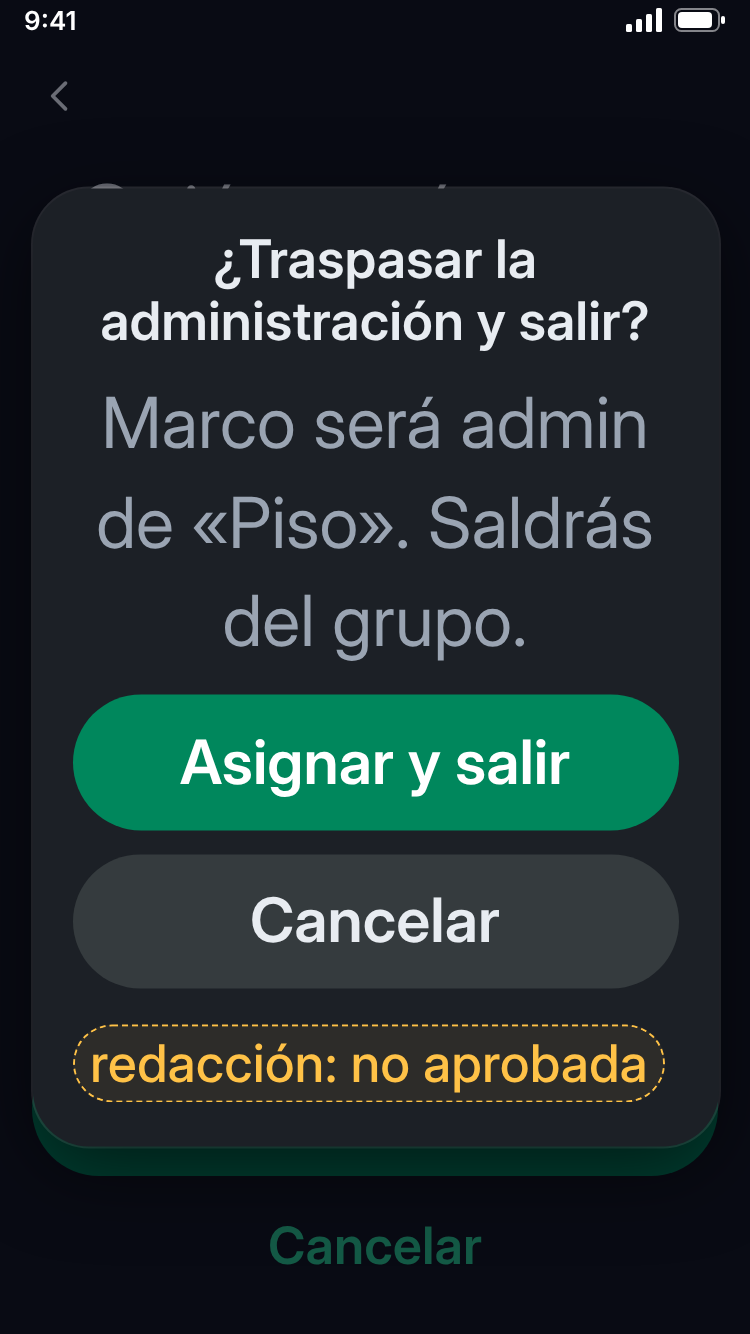 9:41
¿Traspasar la
administración y salir?
Marco será admin
de «Piso». Saldrás
del grupo.
Asignar y salir
Cancelar
redacción: no aprobada
Cancelar